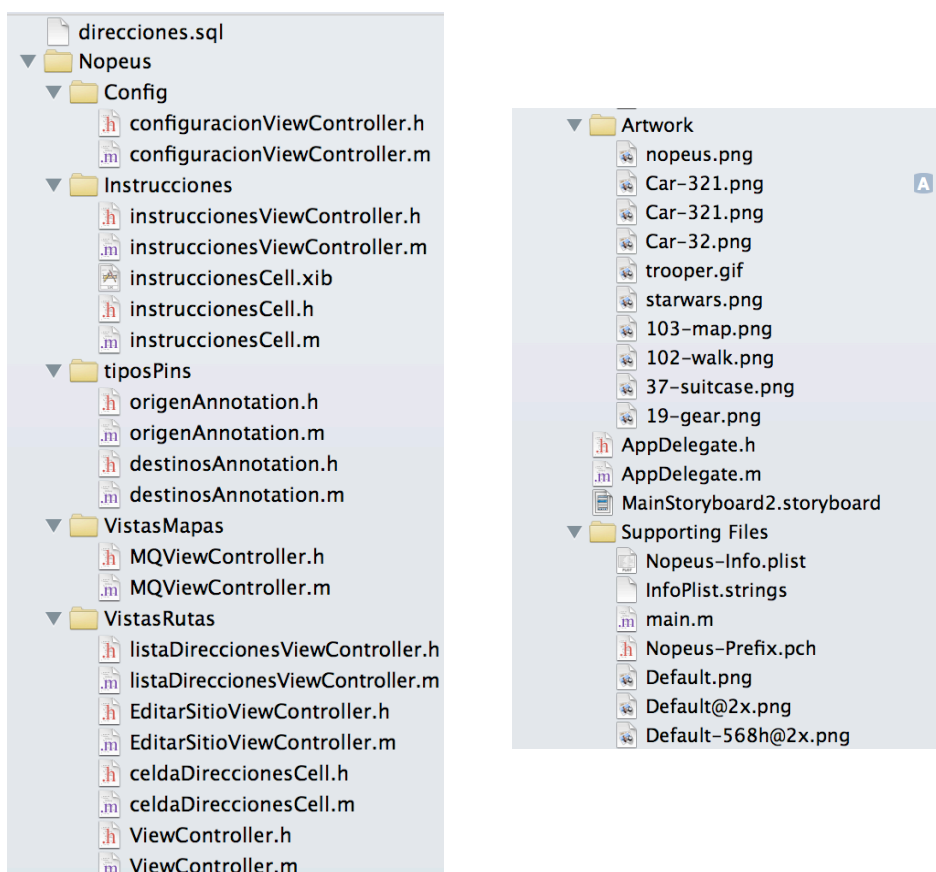 direcciones.sql
Nopeus
Config
configuracionViewController.h
configuracionViewController.m
Instrucciones
instruccionesViewController.h
instruccionesViewController.m
instruccionesCell.xib
instruccionesCell.h
instruccionesCell.m
tiposPins
origenAnnotation.h
origenAnnotation.m
destinosAnnotation.h
destinosAnnotation.m
VistasMapas
MQViewController.h
MQViewController.m
VistasRutas
listaDireccionesViewController.h
listaDireccionesViewController.m
EditarSitioViewController.h
EditarSitioViewController.m
celdaDireccionesCell.h
celdaDireccionesCell.m
ViewController.h
ViewController.m
Artwork
nopeus.png
Car-321.png A
Car-321.png
Car-32.png
trooper.gif
starwars.png
103-map.png
102-walk.png
37-suitcase.png
19-gear.png
AppDelegate.h
AppDelegate.m
MainStoryboard2.storyboard
Supporting Files
Nopeus-Info.plist
InfoPlist.strings
main.m
Nopeus-Prefix.pch
Default.png
Default@2x.png
Default-568h@2x.png